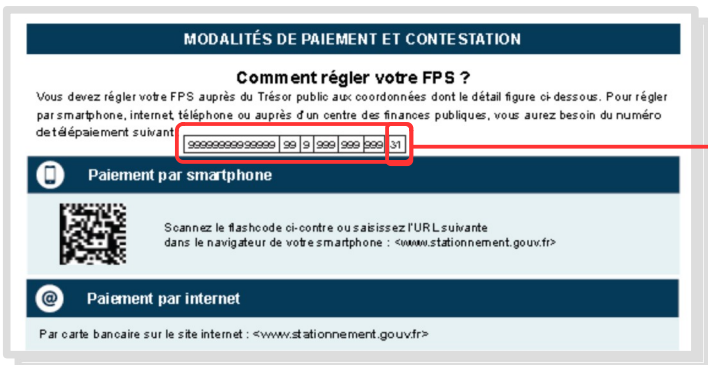 MODALITÉS DE PAIEMENT ET CONTESTATION
Comment régler votre FPS ?
Vous devez régler votre FPS auprès du Trésor public aux coordonnées dont le détail figure ci-dessous. Pour régler
par smartphone, internet, téléphone ou auprès d'un centre des finances publiques, vous aurez besoin du numéro
de télépaiement suivant
99999999999999 99 9 999 999 999 31
Paiement par smartphone
Scannez le flashcode ci-contre ou saisissez l'URL suivante
dans le navigateur de votre smartphone : <www.stationnement.gouv.fr>
@ Paiement par internet
Par carte bancaire sur le site internet : <www.stationnement.gouv.fr>